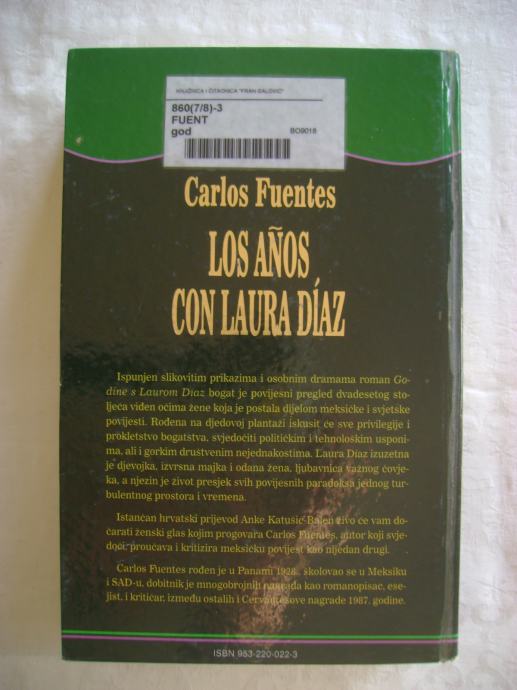 KNJIŽNICA I ČITAONICA "FRAN GALOVIĆ"
860(7/8)-3
FUENT
god
BO9018
Carlos Fuentes
LOS AÑOS
CON LAURA DÍAZ
Ispunjen slikovitim prikazima i osobnim dramama roman Go-
dine s Laurom Díaz bogat je povijesni pregled dvadesetog sto-
ljeća viđen očima žene koja je postala dijelom meksičke i svjetske
povijesti. Rođena na djedovoj plantaži iskusit će sve privilegije i
prokletstvo bogatstva, svjedočiti političkim i tehnološkim usponi-
ma, ali i gorkim društvenim nejednakostima. Laura Díaz izuzetna
je djevojka, izvrsna majka i odana žena, ljubavnica važnog čovje-
ka, a njezin je život presjek svih povijesnih paradoksa jednog tur-
bulentnog prostora i vremena.
Istančan hrvatski prijevod Anke Katušić-Balen živo će vam do-
čarati ženski glas kojim progovara Carlos Fuentes, autor koji svje-
doči, proučava i kritizira meksičku povijest kao nijedan drugi.
Carlos Fuentes rođen je u Panami 1928., školovao se u Meksiku
i SAD-u, dobitnik je mnogobrojnih nagrada kao romanopisac, ese-
jist, i kritičar, između ostalih i Cervantesove nagrade 1987. godine.
ISBN 953-220-022-3